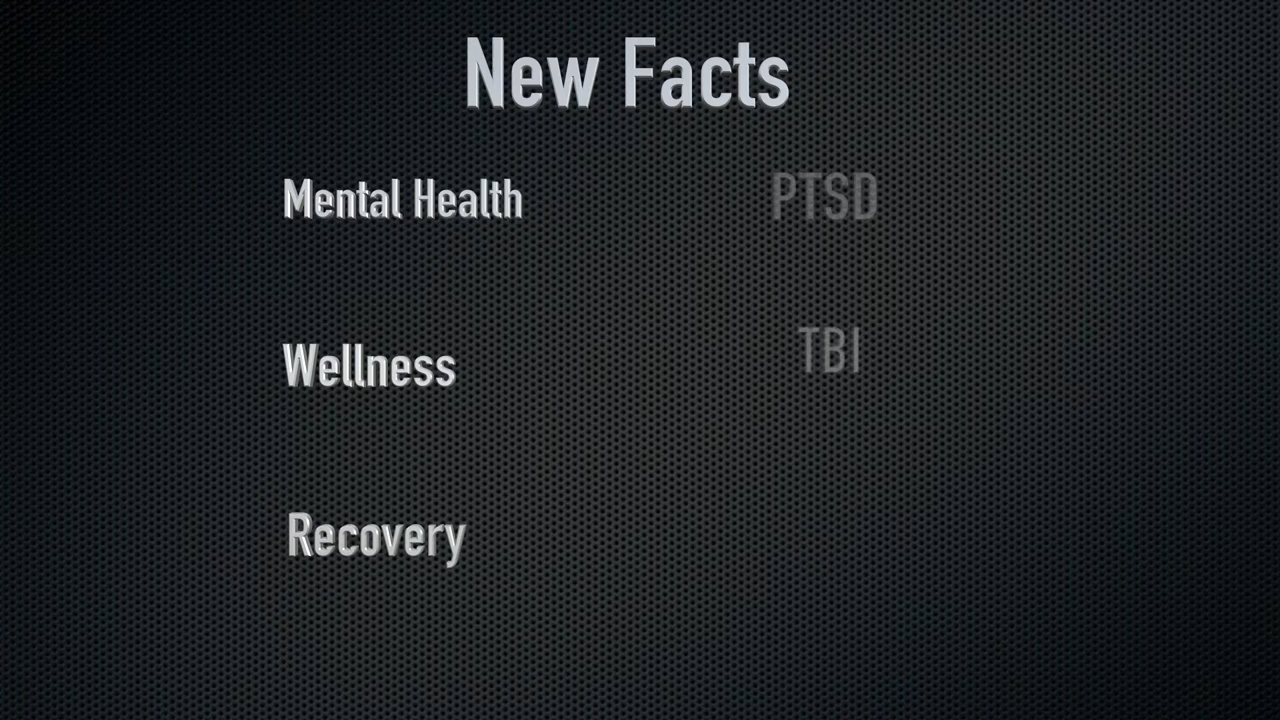 New Facts
Mental Health
PTSD
Wellness
TBI
Recovery